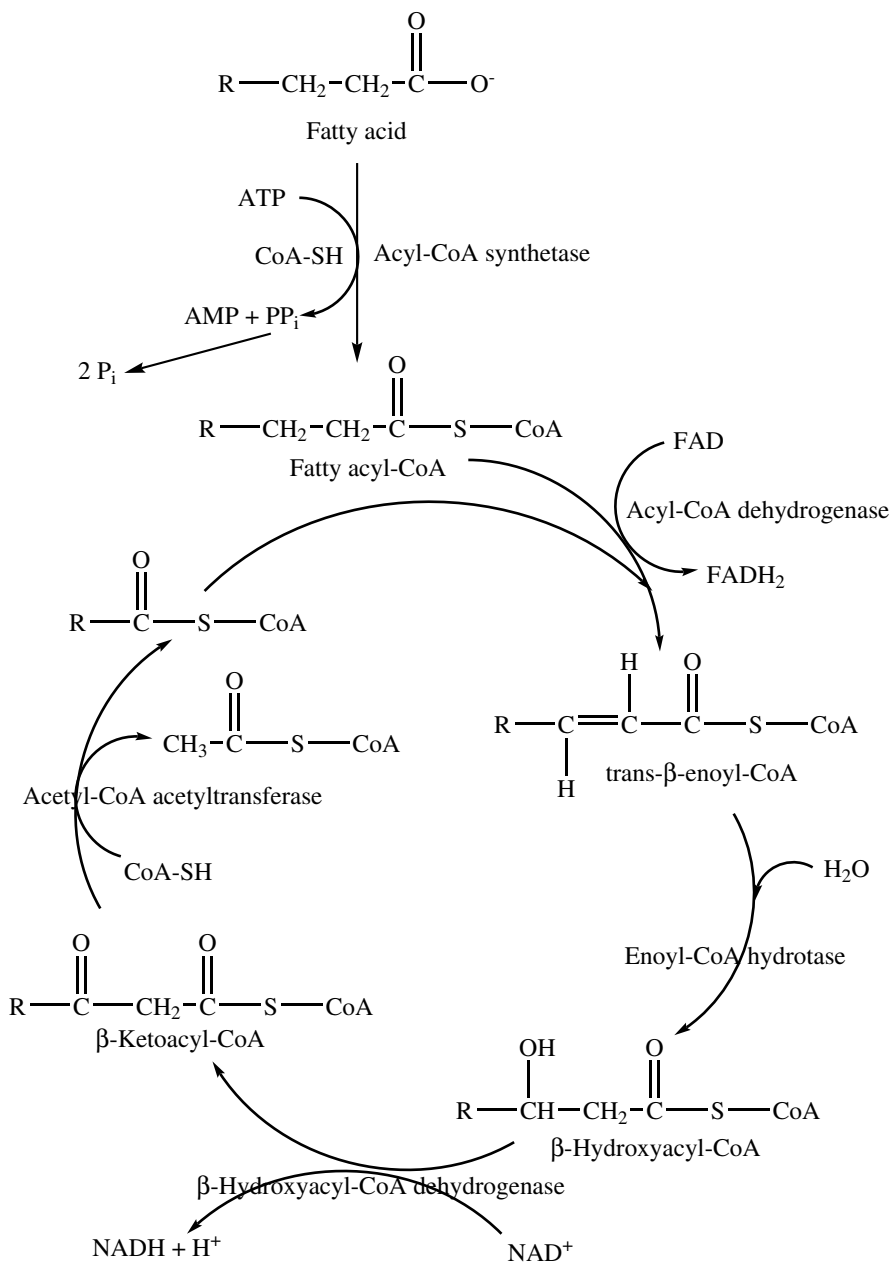 O
R CH₂ CH₂ C O⁻
Fatty acid
ATP
CoA-SH Acyl-CoA synthetase
AMP + PPᵢ
2 Pᵢ
O
R CH₂ CH₂ C S CoA
Fatty acyl-CoA
FAD
Acyl-CoA dehydrogenase
FADH₂
O
R C S CoA
H O
R C C C S CoA
H
trans-β-enoyl-CoA
O
CH₃ C S CoA
Acetyl-CoA acetyltransferase
CoA-SH
H₂O
Enoyl-CoA hydrotase
O O
R C CH₂ C S CoA
β-Ketoacyl-CoA
OH O
R CH CH₂ C S CoA
β-Hydroxyacyl-CoA
β-Hydroxyacyl-CoA dehydrogenase
NADH + H⁺ NAD⁺